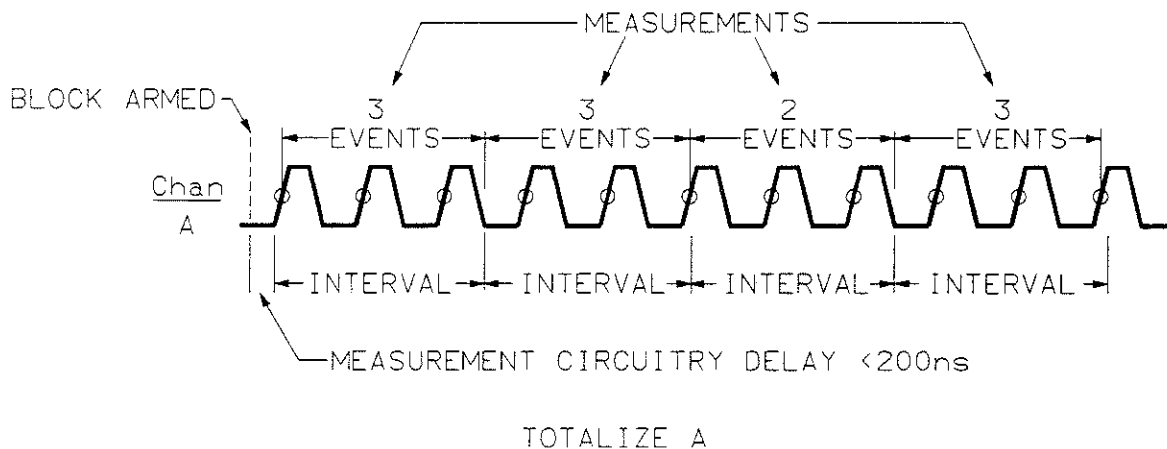 MEASUREMENTS
BLOCK ARMED
3 3 2 3
EVENTS EVENTS EVENTS EVENTS
Chan
A
INTERVAL INTERVAL INTERVAL INTERVAL
MEASUREMENT CIRCUITRY DELAY <200ns
TOTALIZE A